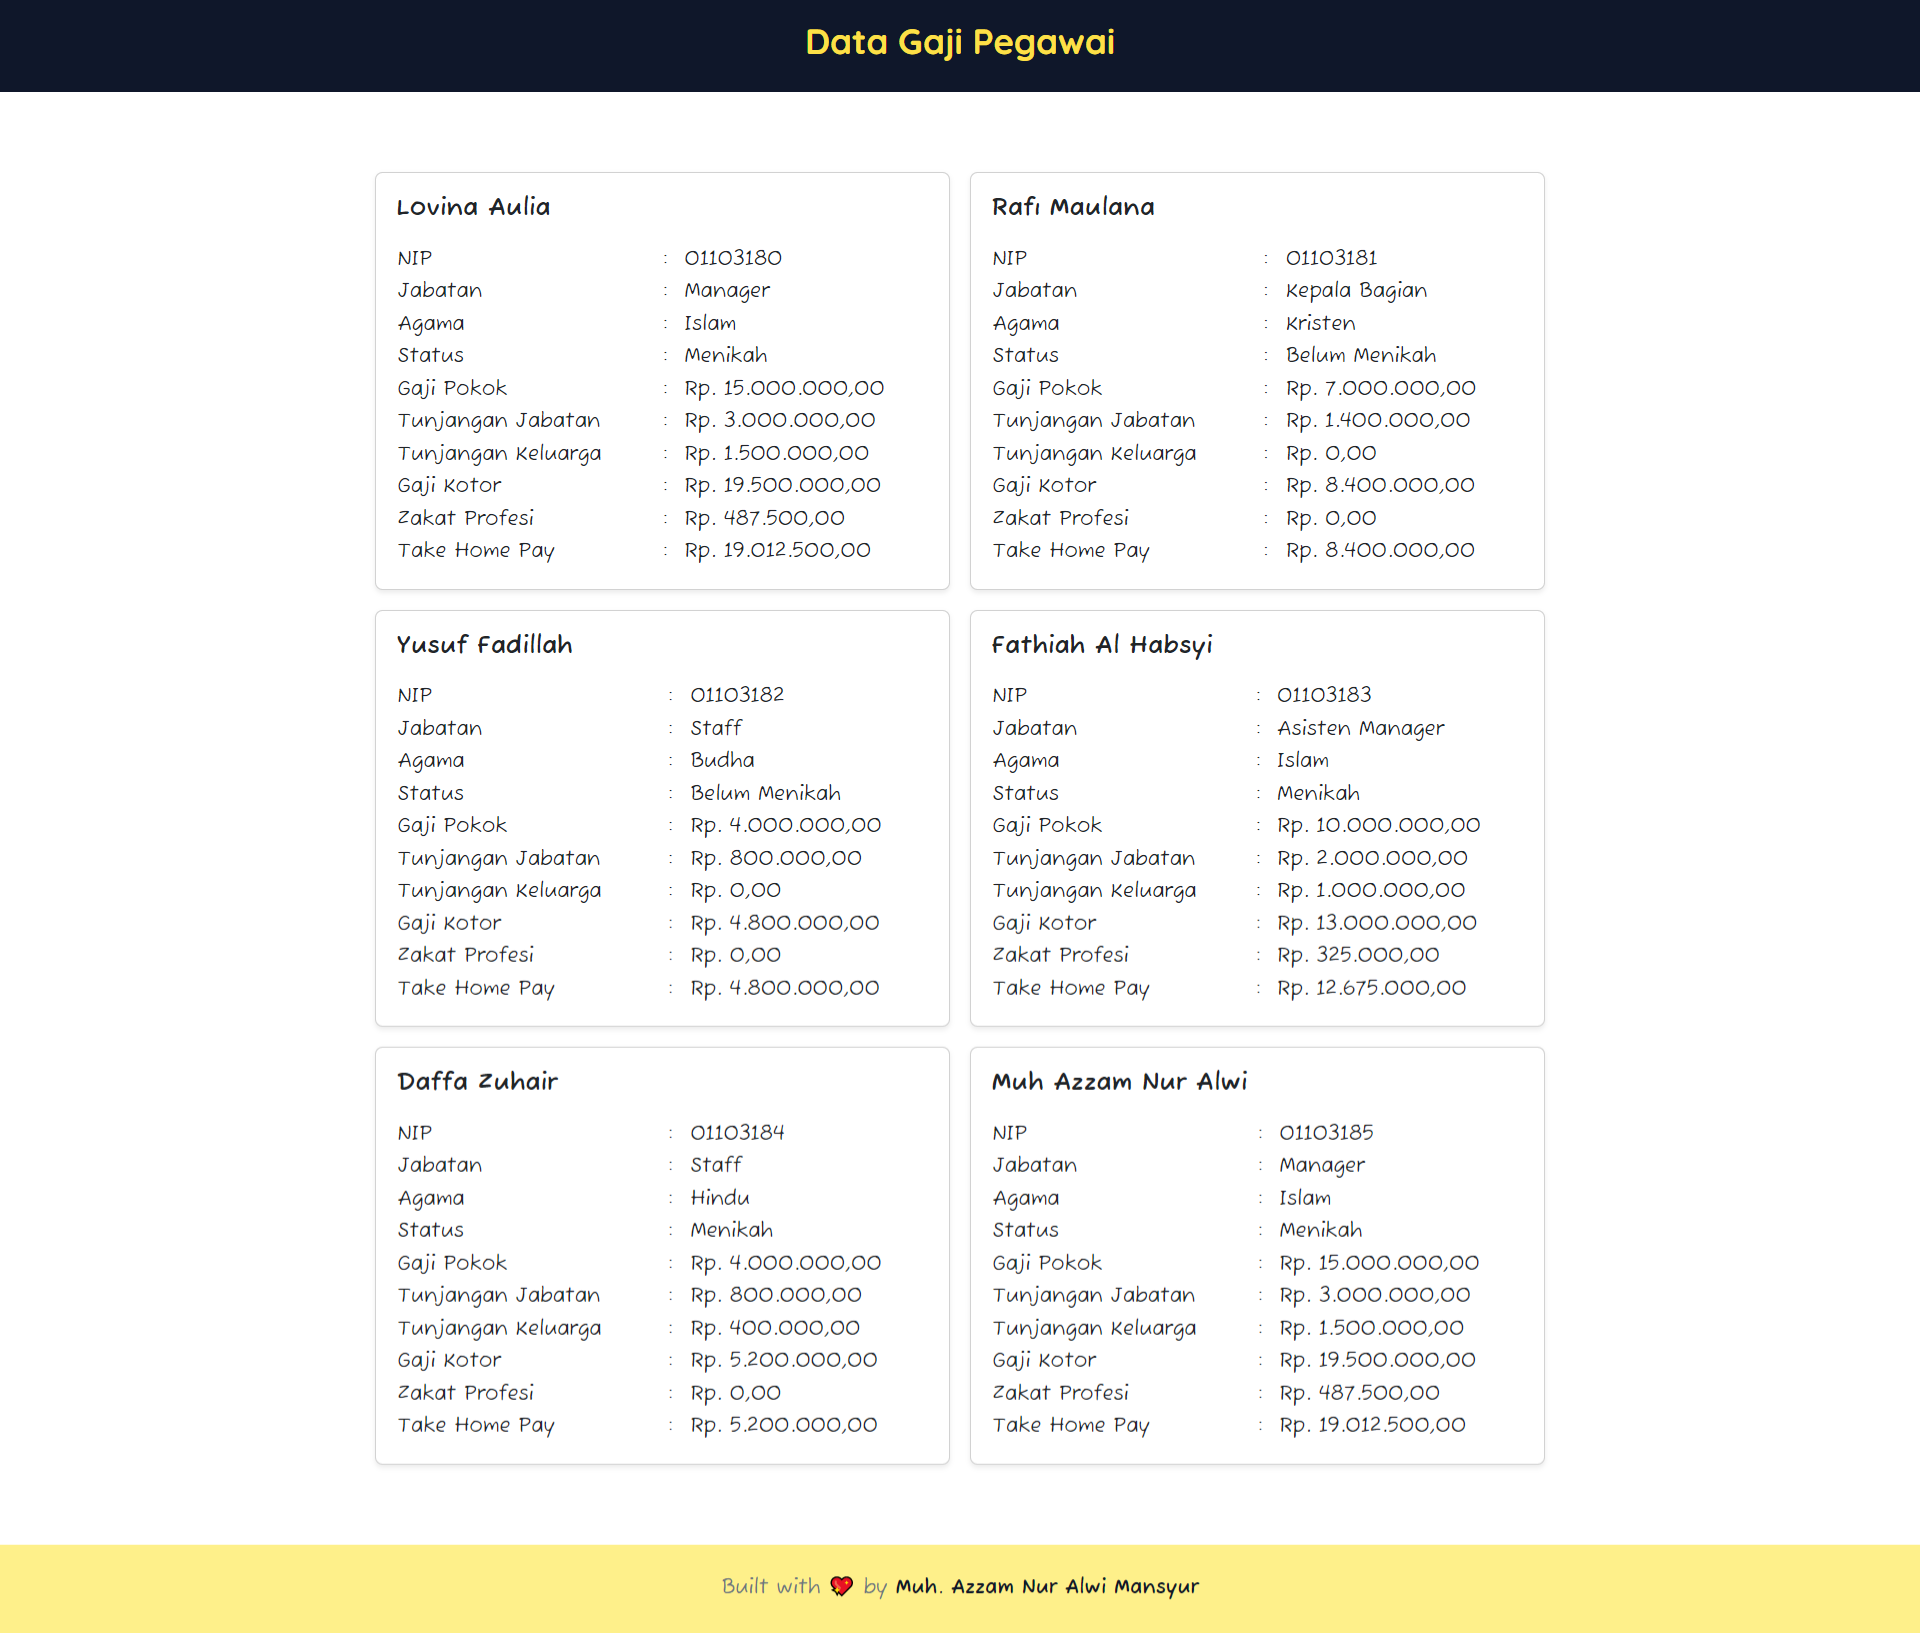 Data Gaji Pegawai
Lovina Aulia
NIP : 01103180
Jabatan : Manager
Agama : Islam
Status : Menikah
Gaji Pokok : Rp. 15.000.000,00
Tunjangan Jabatan : Rp. 3.000.000,00
Tunjangan Keluarga : Rp. 1.500.000,00
Gaji Kotor : Rp. 19.500.000,00
Zakat Profesi : Rp. 487.500,00
Take Home Pay : Rp. 19.012.500,00
Rafi Maulana
NIP : 01103181
Jabatan : Kepala Bagian
Agama : Kristen
Status : Belum Menikah
Gaji Pokok : Rp. 7.000.000,00
Tunjangan Jabatan : Rp. 1.400.000,00
Tunjangan Keluarga : Rp. 0,00
Gaji Kotor : Rp. 8.400.000,00
Zakat Profesi : Rp. 0,00
Take Home Pay : Rp. 8.400.000,00
Yusuf Fadillah
NIP : 01103182
Jabatan : Staff
Agama : Budha
Status : Belum Menikah
Gaji Pokok : Rp. 4.000.000,00
Tunjangan Jabatan : Rp. 800.000,00
Tunjangan Keluarga : Rp. 0,00
Gaji Kotor : Rp. 4.800.000,00
Zakat Profesi : Rp. 0,00
Take Home Pay : Rp. 4.800.000,00
Fathiah Al Habsyi
NIP : 01103183
Jabatan : Asisten Manager
Agama : Islam
Status : Menikah
Gaji Pokok : Rp. 10.000.000,00
Tunjangan Jabatan : Rp. 2.000.000,00
Tunjangan Keluarga : Rp. 1.000.000,00
Gaji Kotor : Rp. 13.000.000,00
Zakat Profesi : Rp. 325.000,00
Take Home Pay : Rp. 12.675.000,00
Daffa Zuhair
NIP : 01103184
Jabatan : Staff
Agama : Hindu
Status : Menikah
Gaji Pokok : Rp. 4.000.000,00
Tunjangan Jabatan : Rp. 800.000,00
Tunjangan Keluarga : Rp. 400.000,00
Gaji Kotor : Rp. 5.200.000,00
Zakat Profesi : Rp. 0,00
Take Home Pay : Rp. 5.200.000,00
Muh Azzam Nur Alwi
NIP : 01103185
Jabatan : Manager
Agama : Islam
Status : Menikah
Gaji Pokok : Rp. 15.000.000,00
Tunjangan Jabatan : Rp. 3.000.000,00
Tunjangan Keluarga : Rp. 1.500.000,00
Gaji Kotor : Rp. 19.500.000,00
Zakat Profesi : Rp. 487.500,00
Take Home Pay : Rp. 19.012.500,00
Built with 💖 by Muh. Azzam Nur Alwi Mansyur